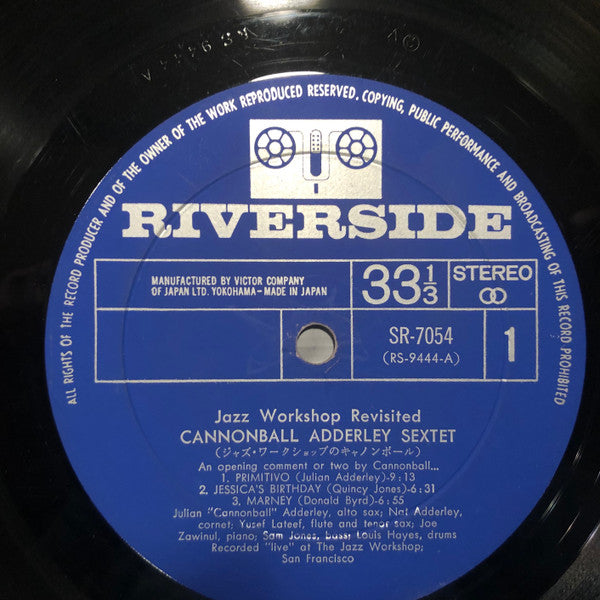 RS 9444 A
ALL RIGHTS OF THE RECORD PRODUCER AND OF THE OWNER OF THE WORK REPRODUCED RESERVED. COPYING, PUBLIC PERFORMANCE AND BROADCASTING OF THIS RECORD PROHIBITED
RIVERSIDE
MANUFACTURED BY VICTOR COMPANY
OF JAPAN LTD. YOKOHAMA–MADE IN JAPAN
33 1/3
STEREO
SR-7054
(RS-9444-A)
1
Jazz Workshop Revisited
CANNONBALL ADDERLEY SEXTET
(ジャズ・ワークショップのキャノンボール)
An opening comment or two by Cannonball...
1. PRIMITIVO (Julian Adderley)-9:13
2. JESSICA'S BIRTHDAY (Quincy Jones)-6:31
3. MARNEY (Donald Byrd)-6:55
Julian "Cannonball" Adderley, alto sax; Nat Adderley,
cornet; Yusef Lateef, flute and tenor sax; Joe
Zawinul, piano; Sam Jones, bass; Louis Hayes, drums
Recorded "live" at The Jazz Workshop;
San Francisco